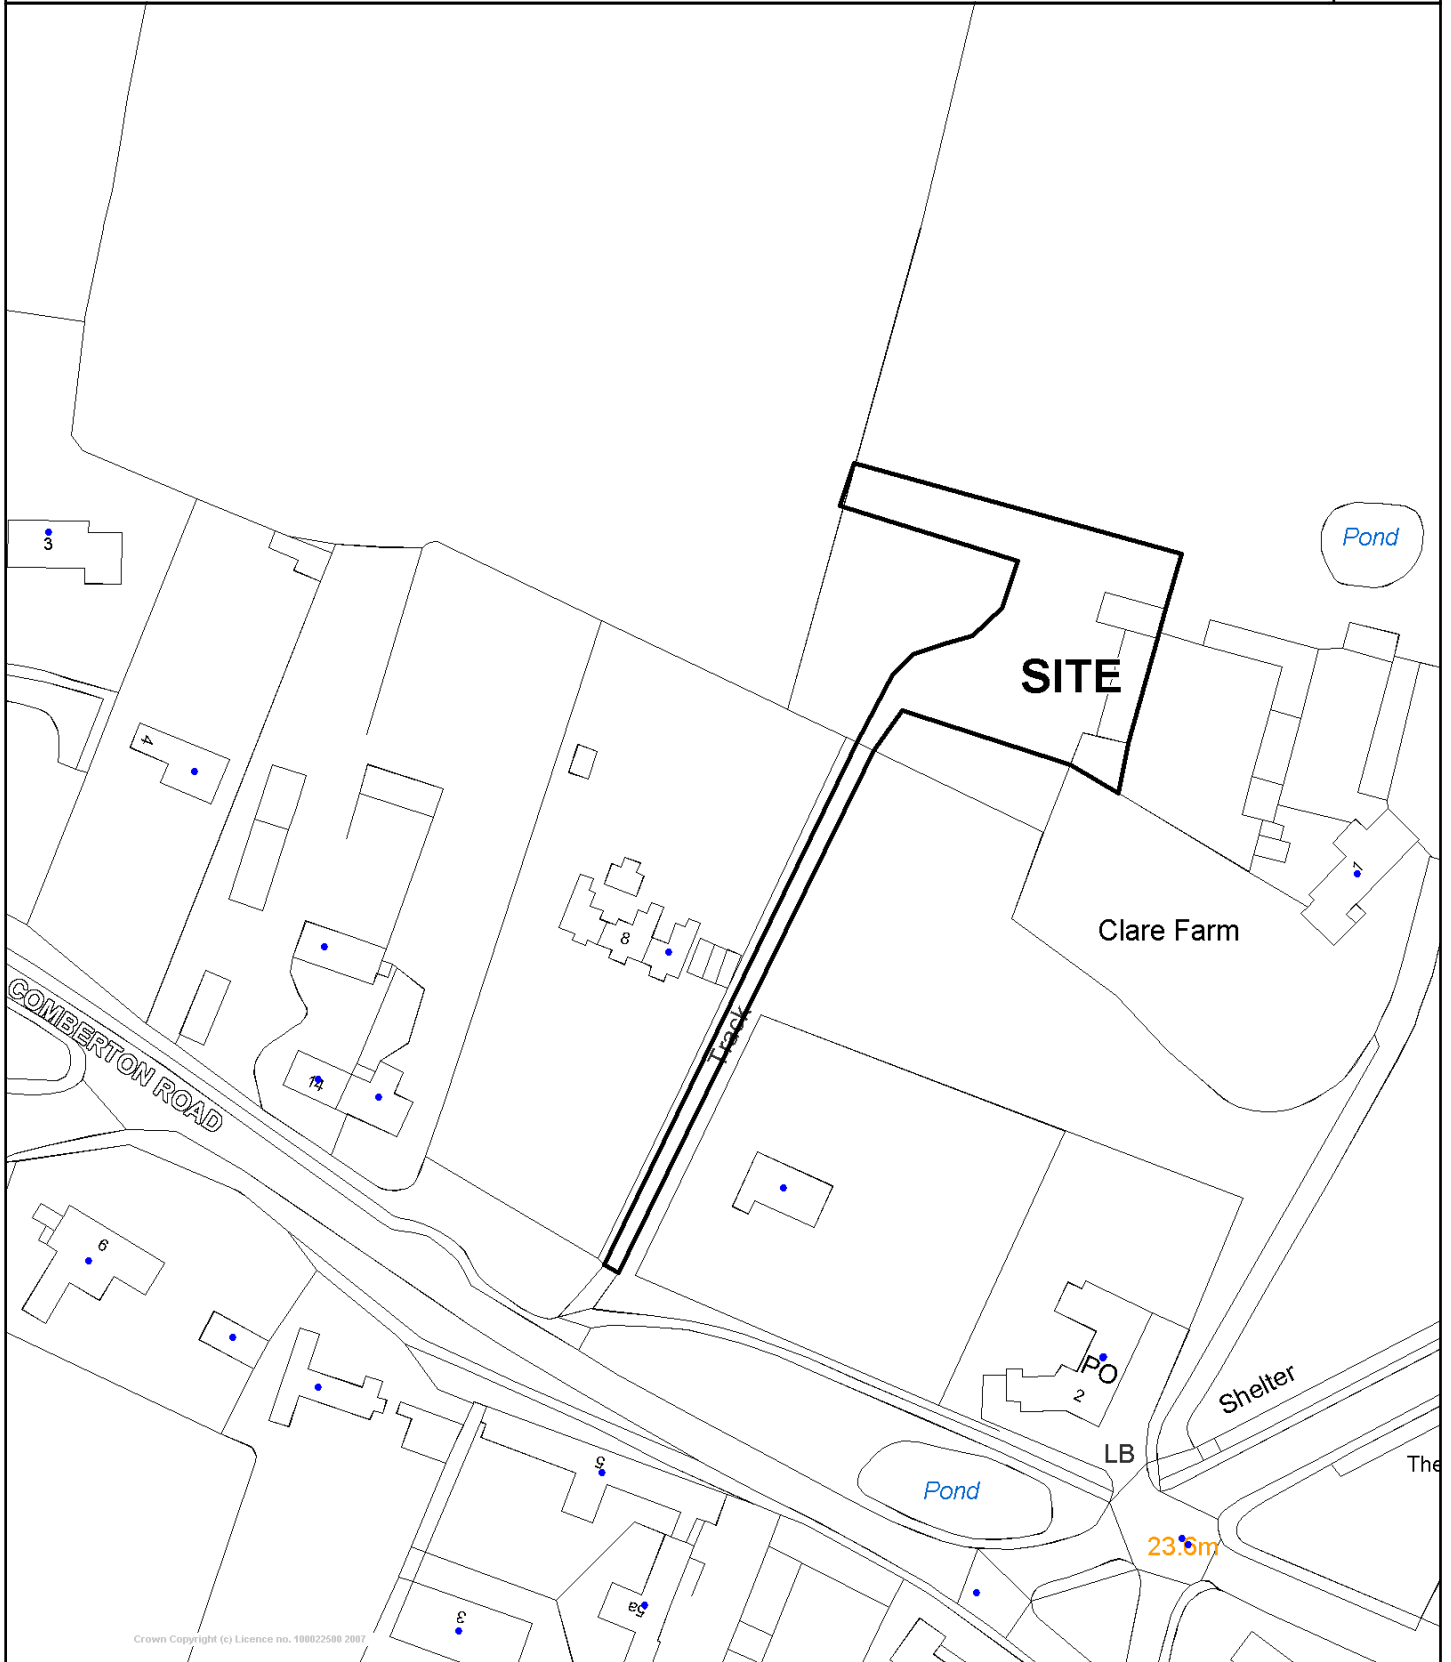 Pond
3
SITE
4
1
8
Clare Farm
COMBERTON ROAD
Track
14
6
PO
2
Shelter
LB
The
5
Pond
23.6m
5a
3
Crown Copyright (c) Licence no. 100022500 2007